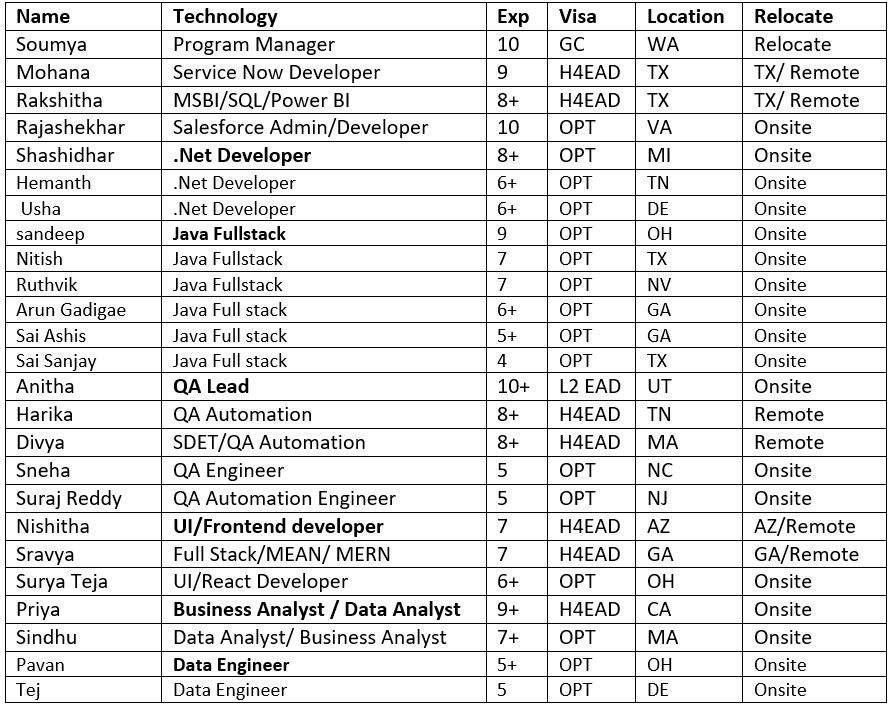 Name Technology Exp Visa Location Relocate
Soumya Program Manager 10 GC WA Relocate
Mohana Service Now Developer 9 H4EAD TX TX/ Remote
Rakshitha MSBI/SQL/Power BI 8+ H4EAD TX TX/ Remote
Rajashekhar Salesforce Admin/Developer 10 OPT VA Onsite
Shashidhar .Net Developer 8+ OPT MI Onsite
Hemanth .Net Developer 6+ OPT TN Onsite
Usha .Net Developer 6+ OPT DE Onsite
sandeep Java Fullstack 9 OPT OH Onsite
Nitish Java Fullstack 7 OPT TX Onsite
Ruthvik Java Fullstack 7 OPT NV Onsite
Arun Gadigae Java Full stack 6+ OPT GA Onsite
Sai Ashis Java Full stack 5+ OPT GA Onsite
Sai Sanjay Java Full stack 4 OPT TX Onsite
Anitha QA Lead 10+ L2 EAD UT Onsite
Harika QA Automation 8+ H4EAD TN Remote
Divya SDET/QA Automation 8+ H4EAD MA Remote
Sneha QA Engineer 5 OPT NC Onsite
Suraj Reddy QA Automation Engineer 5 OPT NJ Onsite
Nishitha UI/Frontend developer 7 H4EAD AZ AZ/Remote
Sravya Full Stack/MEAN/ MERN 7 H4EAD GA GA/Remote
Surya Teja UI/React Developer 6+ OPT OH Onsite
Priya Business Analyst / Data Analyst 9+ H4EAD CA Onsite
Sindhu Data Analyst/ Business Analyst 7+ OPT MA Onsite
Pavan Data Engineer 5+ OPT OH Onsite
Tej Data Engineer 5 OPT DE Onsite